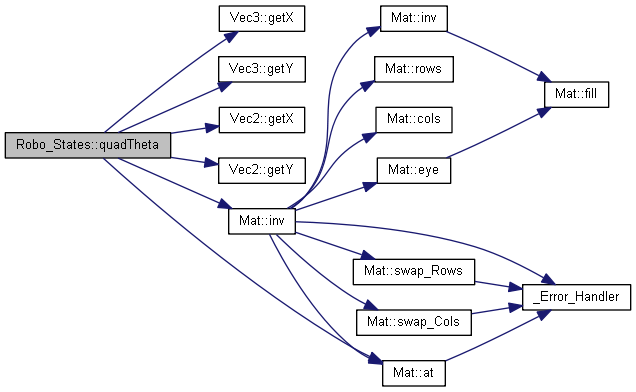 Vec3::getX
Mat::inv
Vec3::getY
Mat::rows
Mat::fill
Vec2::getX
Mat::cols
Robo_States::quadTheta
Vec2::getY
Mat::eye
Mat::inv
Mat::swap_Rows
_Error_Handler
Mat::swap_Cols
Mat::at